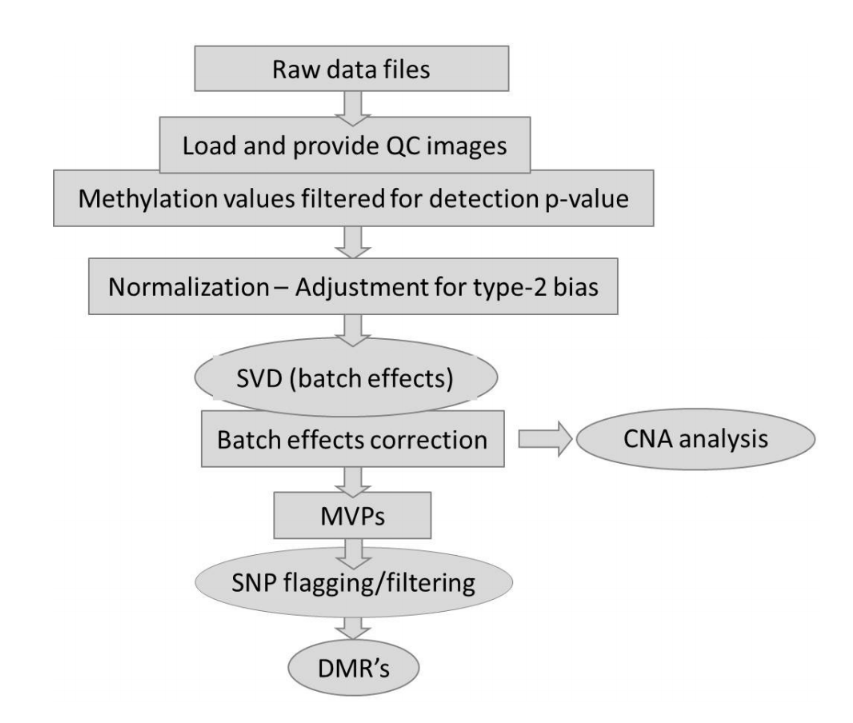 Raw data files
Load and provide QC images
Methylation values filtered for detection p-value
Normalization – Adjustment for type-2 bias
SVD (batch effects)
Batch effects correction
CNA analysis
MVPs
SNP flagging/filtering
DMR's